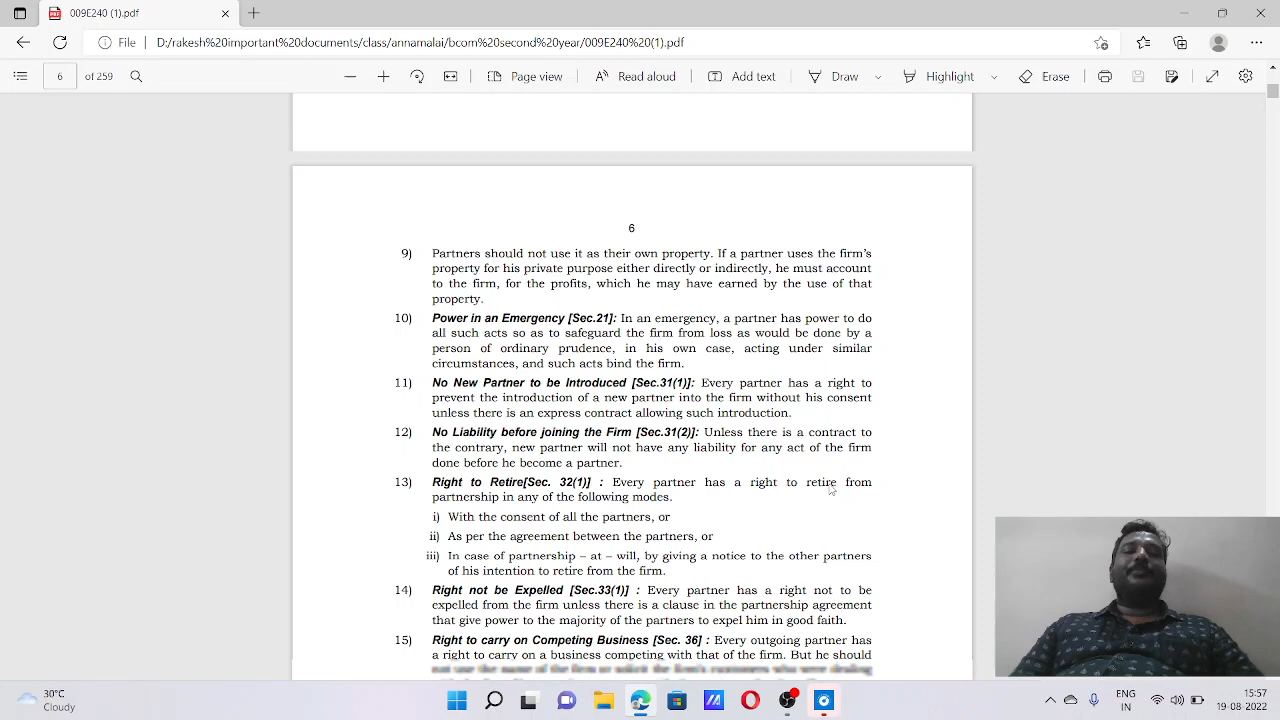 009E240 (1).pdf
File | D:/rakesh%20important%20documents/class/annamalai/bcom%20second%20year/009E240%20(1).pdf
6 of 259 Page view Read aloud Add text Draw Highlight Erase
6
9) Partners should not use it as their own property. If a partner uses the firm's
property for his private purpose either directly or indirectly, he must account
to the firm, for the profits, which he may have earned by the use of that
property.
10) Power in an Emergency [Sec.21]: In an emergency, a partner has power to do
all such acts so as to safeguard the firm from loss as would be done by a
person of ordinary prudence, in his own case, acting under similar
circumstances, and such acts bind the firm.
11) No New Partner to be Introduced [Sec.31(1)]: Every partner has a right to
prevent the introduction of a new partner into the firm without his consent
unless there is an express contract allowing such introduction.
12) No Liability before joining the Firm [Sec.31(2)]: Unless there is a contract to
the contrary, new partner will not have any liability for any act of the firm
done before he become a partner.
13) Right to Retire[Sec. 32(1)] : Every partner has a right to retire from
partnership in any of the following modes.
i) With the consent of all the partners, or
ii) As per the agreement between the partners, or
iii) In case of partnership – at – will, by giving a notice to the other partners
of his intention to retire from the firm.
14) Right not be Expelled [Sec.33(1)] : Every partner has a right not to be
expelled from the firm unless there is a clause in the partnership agreement
that give power to the majority of the partners to expel him in good faith.
15) Right to carry on Competing Business [Sec. 36] : Every outgoing partner has
a right to carry on a business competing with that of the firm. But he should
not use the name of the firm or solicit the firm's customers who were dealing
30°C
Cloudy
ENG
IN
15:57
19-08-2022